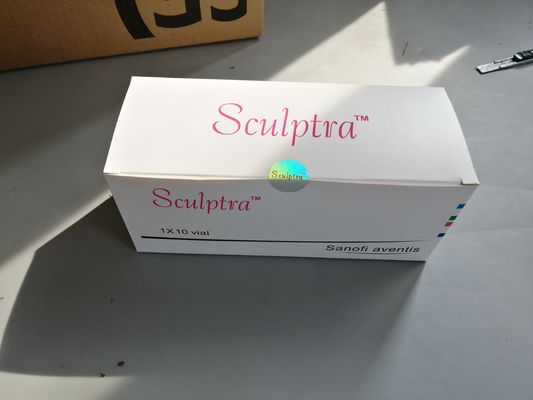 Sculptra™
Sculptra
Sculptra™
1X10 vial
Sanofi aventis